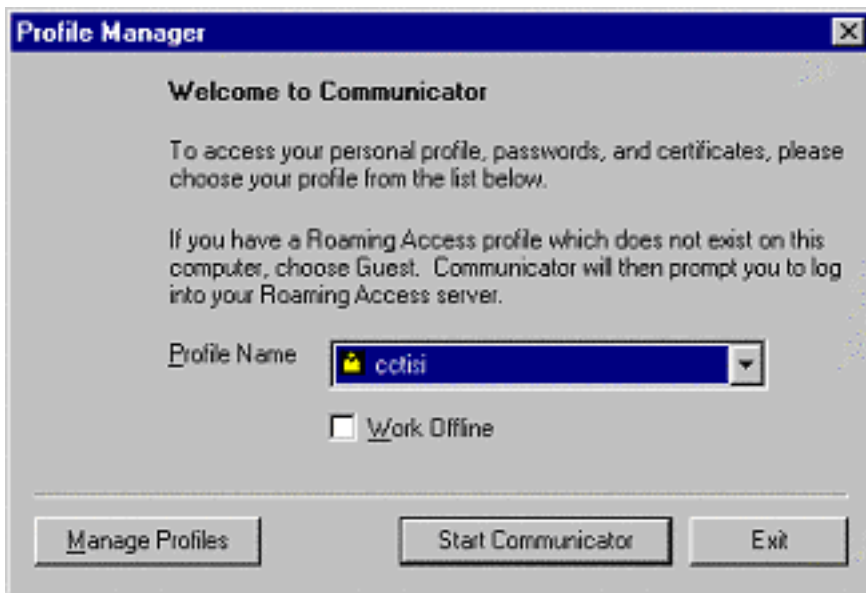 Profile Manager
Welcome to Communicator
To access your personal profile, passwords, and certificates, please
choose your profile from the list below.
If you have a Roaming Access profile which does not exist on this
computer, choose Guest. Communicator will then prompt you to log
into your Roaming Access server.
Profile Name
cctisi
Work Offline
Manage Profiles
Start Communicator
Exit